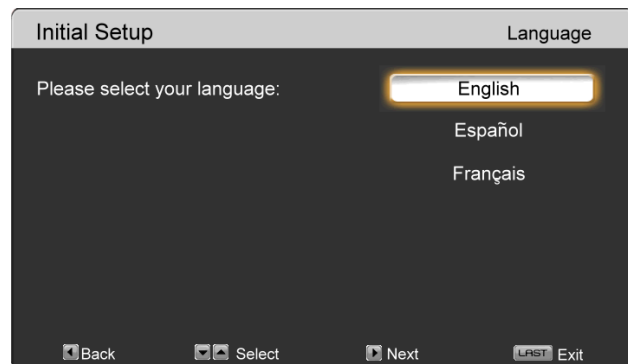 Initial Setup Language
Please select your language: English
Español
Français
Back Select Next LAST Exit